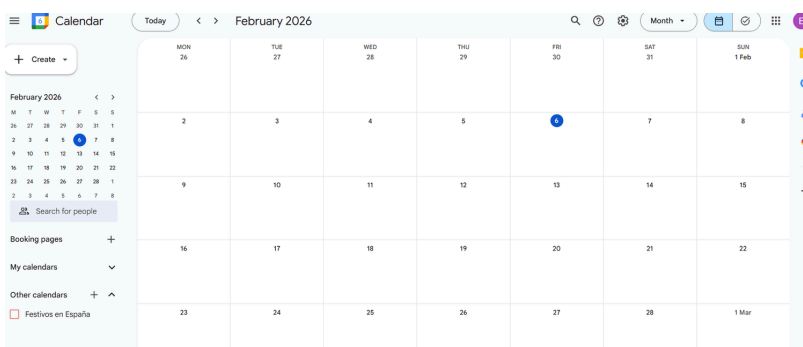 6 Calendar Today February 2026 Month
Create
MON TUE WED THU FRI SAT SUN
26 27 28 29 30 31 1 Feb
February 2026
M T W T F S S
26 27 28 29 30 31 1
2 3 4 5 6 7 8
9 10 11 12 13 14 15
16 17 18 19 20 21 22
23 24 25 26 27 28 1
2 3 4 5 6 7 8
Search for people
Booking pages
My calendars
Other calendars
Festivos en España
2 3 4 5 6 7 8
9 10 11 12 13 14 15
16 17 18 19 20 21 22
23 24 25 26 27 28 1 Mar